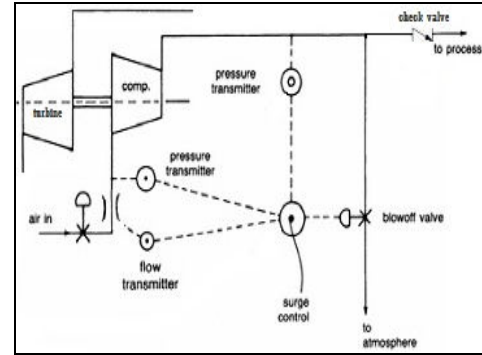 check valve
to process
pressure
transmitter
comp.
turbine
pressure
transmitter
air in
blowoff valve
flow
transmitter
surge
control
to
atmosphere